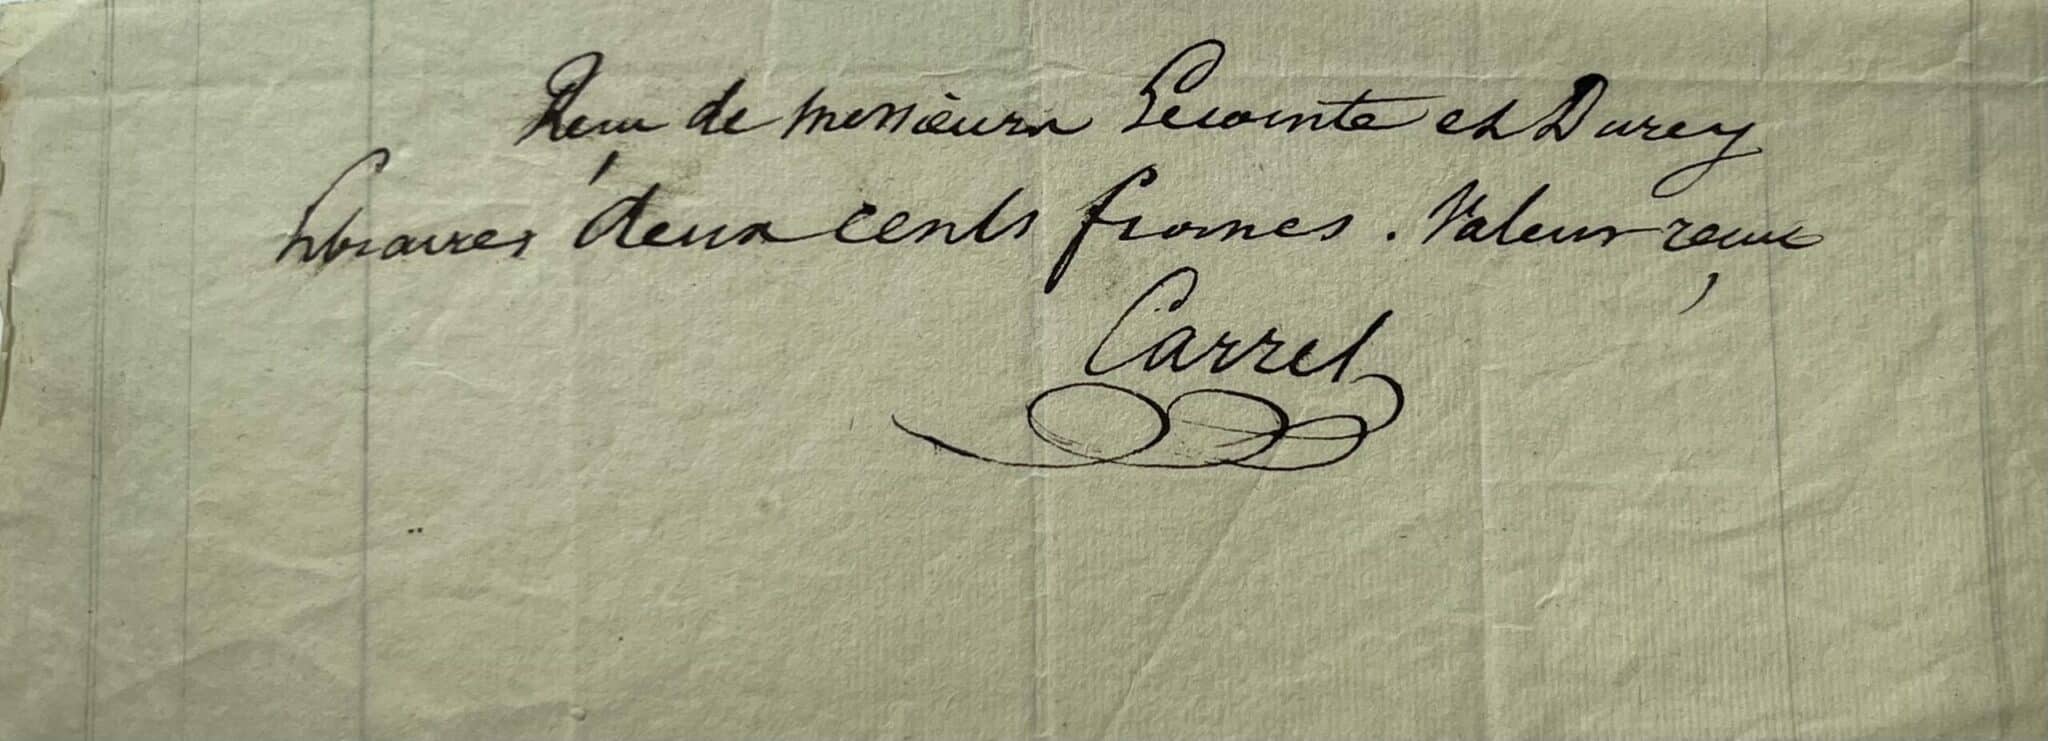 Reçu de messieurs Lecointe et Durey
libraires deux cents francs. Valeur reçue
Carrel